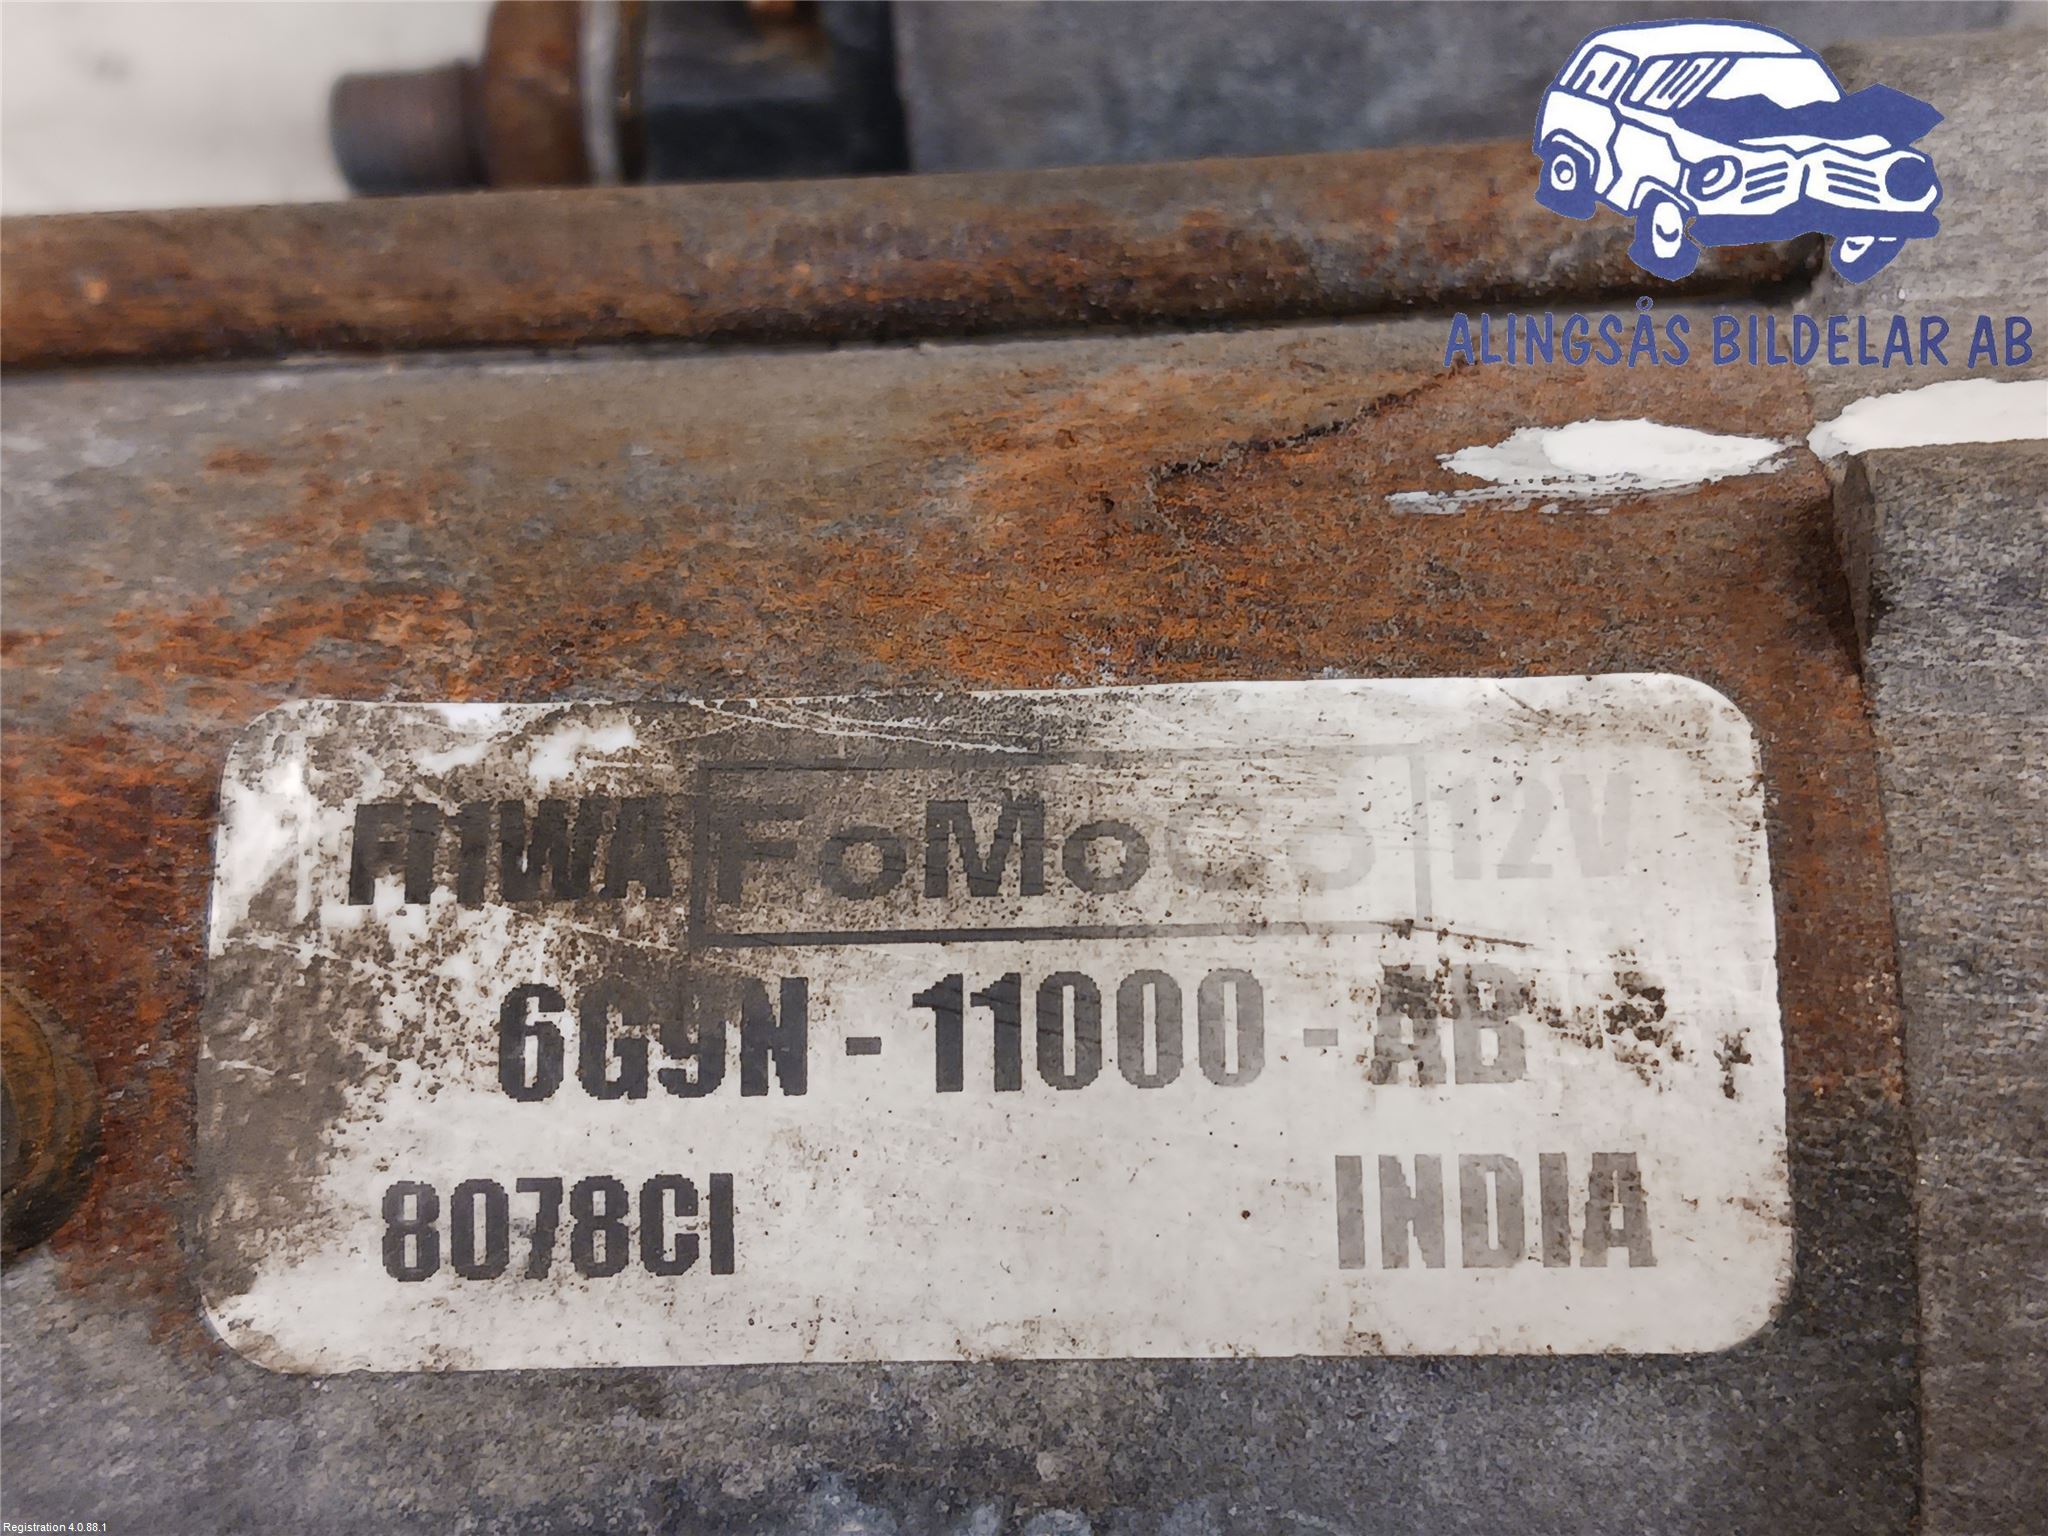 ALINGSÅS BILDELAR AB
FoMoCo 12V
6G9N-11000-AB
8078CI INDIA
Registration 4.0.88.1